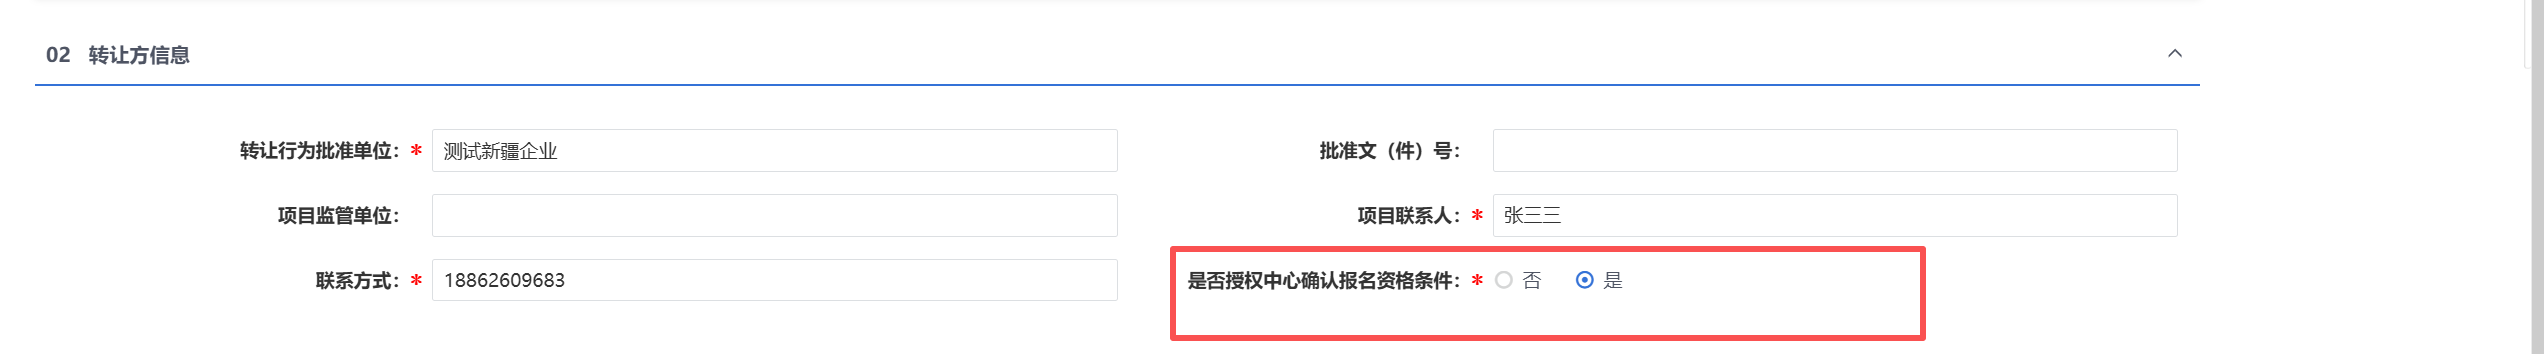 02 转让方信息
转让行为批准单位：* 测试新疆企业 批准文（件）号：
项目监管单位： 项目联系人：* 张三三
联系方式：* 18862609683 是否授权中心确认报名资格条件：* 否 是